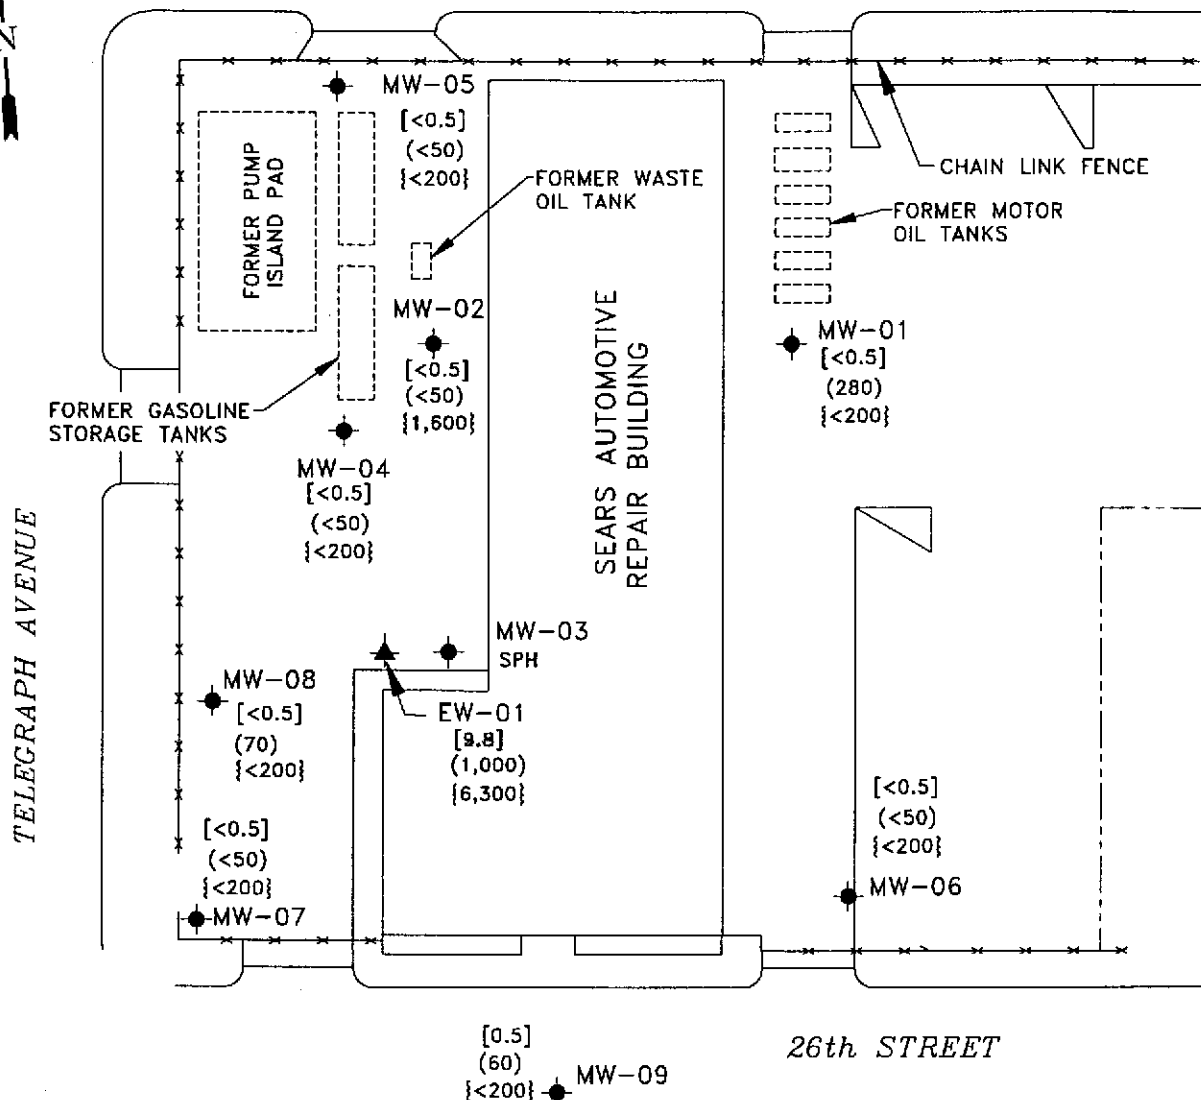 N
MW-05
[<0.5]
(<50)
{<200}
FORMER PUMP
ISLAND PAD
FORMER WASTE
OIL TANK
CHAIN LINK FENCE
FORMER MOTOR
OIL TANKS
MW-02
[<0.5]
(<50)
{1,600}
MW-01
[<0.5]
(280)
{<200}
FORMER GASOLINE
STORAGE TANKS
MW-04
[<0.5]
(<50)
{<200}
SEARS AUTOMOTIVE
REPAIR BUILDING
TELEGRAPH AVENUE
MW-03
SPH
MW-08
[<0.5]
(70)
{<200}
EW-01
[9.8]
(1,000)
{6,300}
[<0.5]
(<50)
{<200}
MW-06
[<0.5]
(<50)
{<200}
MW-07
26th STREET
[0.5]
(60)
{<200}
MW-09